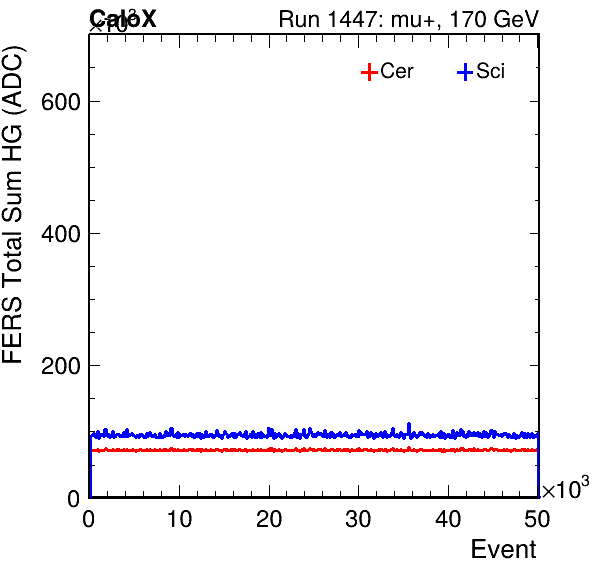 CaloX Run 1447: mu+, 170 GeV
×10³
Cer Sci
FERS Total Sum HG (ADC)
600
400
200
0
0 10 20 30 40 50 ×10³
Event